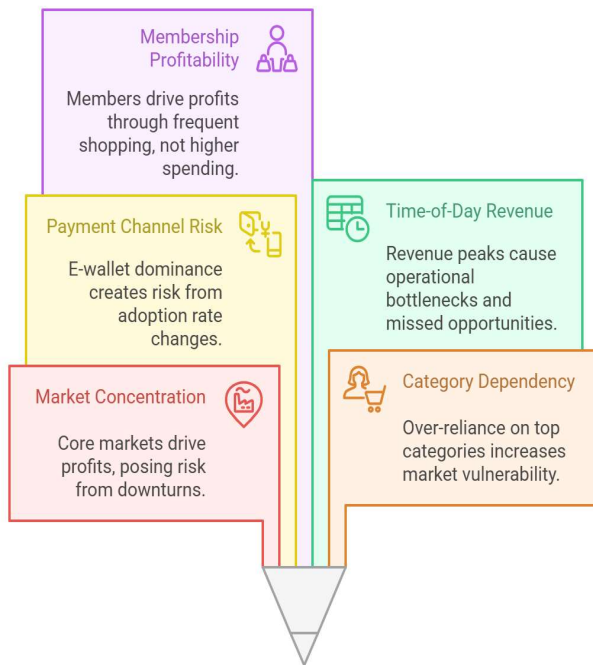 Membership
Profitability
Members drive profits
through frequent
shopping, not higher
spending.
Payment Channel Risk
E-wallet dominance
creates risk from
adoption rate
changes.
Time-of-Day Revenue
Revenue peaks cause
operational
bottlenecks and
missed opportunities.
Market Concentration
Core markets drive
profits, posing risk
from downturns.
Category Dependency
Over-reliance on top
categories increases
market vulnerability.